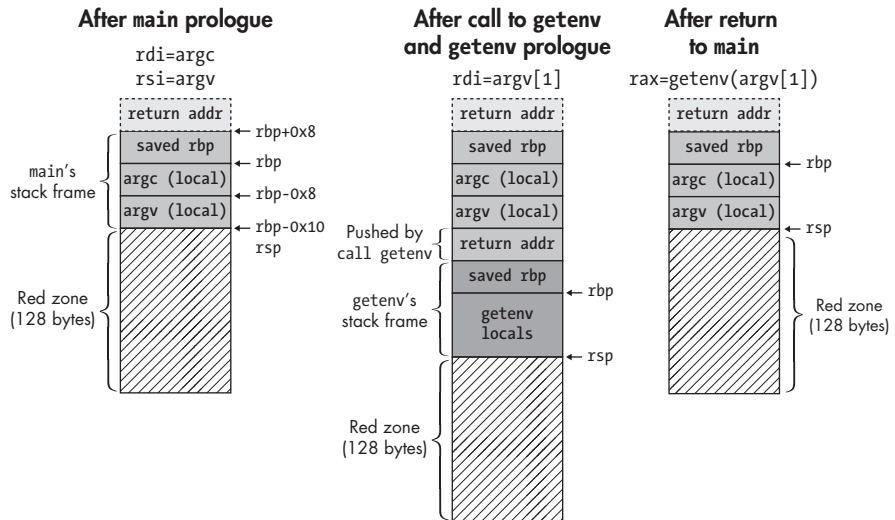 After main prologue
rdi=argc
rsi=argv
return addr
rbp+0x8
saved rbp
rbp
main's
stack frame
argc (local)
rbp-0x8
argv (local)
rbp-0x10
rsp
Red zone
(128 bytes)
After call to getenv
and getenv prologue
rdi=argv[1]
return addr
saved rbp
argc (local)
argv (local)
Pushed by
call getenv
return addr
saved rbp
rbp
getenv's
stack frame
getenv
locals
rsp
Red zone
(128 bytes)
After return
to main
rax=getenv(argv[1])
return addr
saved rbp
rbp
argc (local)
argv (local)
rsp
Red zone
(128 bytes)